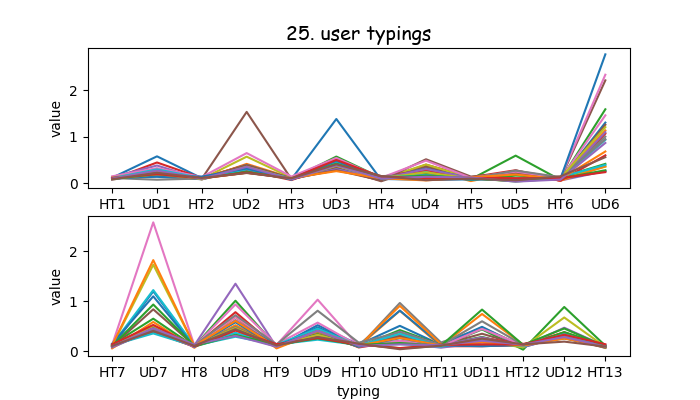 25. user typings
value
2
1
0
HT1 UD1 HT2 UD2 HT3 UD3 HT4 UD4 HT5 UD5 HT6 UD6
value
2
1
0
HT7 UD7 HT8 UD8 HT9 UD9 HT10 UD10 HT11 UD11 HT12 UD12 HT13
typing